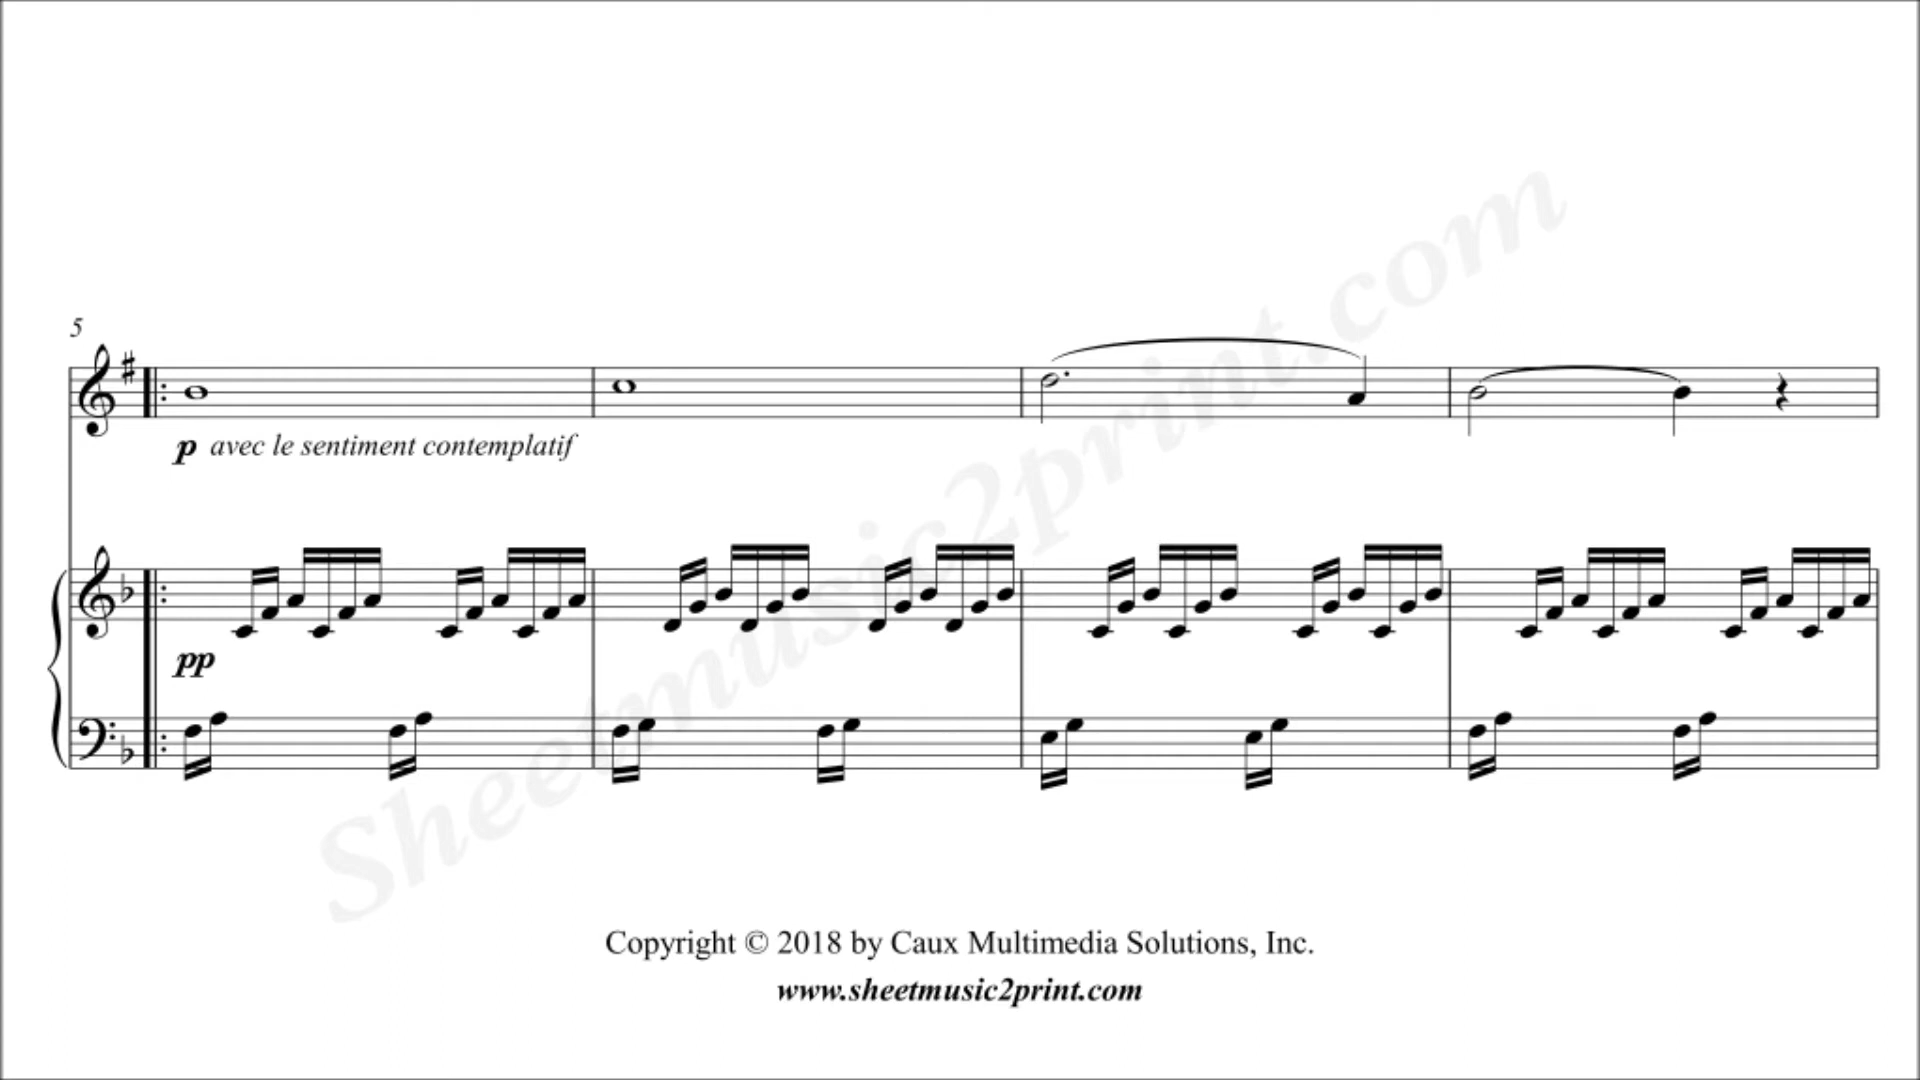 5
p avec le sentiment contemplatif
pp
Sheetmusic2print.com
Copyright © 2018 by Caux Multimedia Solutions, Inc.
www.sheetmusic2print.com